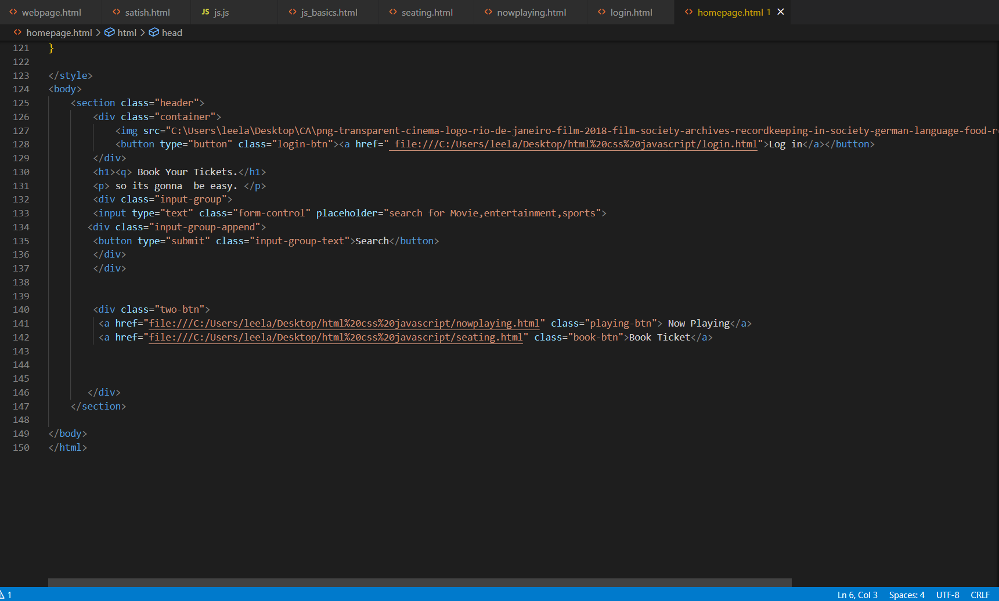 webpage.html satish.html JS js.js js_basics.html seating.html nowplaying.html login.html homepage.html 1
homepage.html > html > head
121 }
122
123 </style>
124 <body>
125 <section class="header">
126 <div class="container">
127 <img src="C:\Users\leela\Desktop\CA\png-transparent-cinema-logo-rio-de-janeiro-film-2018-film-society-archives-recordkeeping-in-society-german-language-food-r
128 <button type="button" class="login-btn"><a href=" file:///C:/Users/leela/Desktop/html%20css%20javascript/login.html">Log in</a></button>
129 </div>
130 <h1><q> Book Your Tickets.</h1>
131 <p> so its gonna  be easy. </p>
132 <div class="input-group">
133 <input type="text" class="form-control" placeholder="search for Movie,entertainment,sports">
134 <div class="input-group-append">
135 <button type="submit" class="input-group-text">Search</button>
136 </div>
137 </div>
138
139
140 <div class="two-btn">
141 <a href="file:///C:/Users/leela/Desktop/html%20css%20javascript/nowplaying.html" class="playing-btn"> Now Playing</a>
142 <a href="file:///C:/Users/leela/Desktop/html%20css%20javascript/seating.html" class="book-btn">Book Ticket</a>
143
144
145
146 </div>
147 </section>
148
149 </body>
150 </html>
1 Ln 6, Col 3 Spaces: 4 UTF-8 CRLF